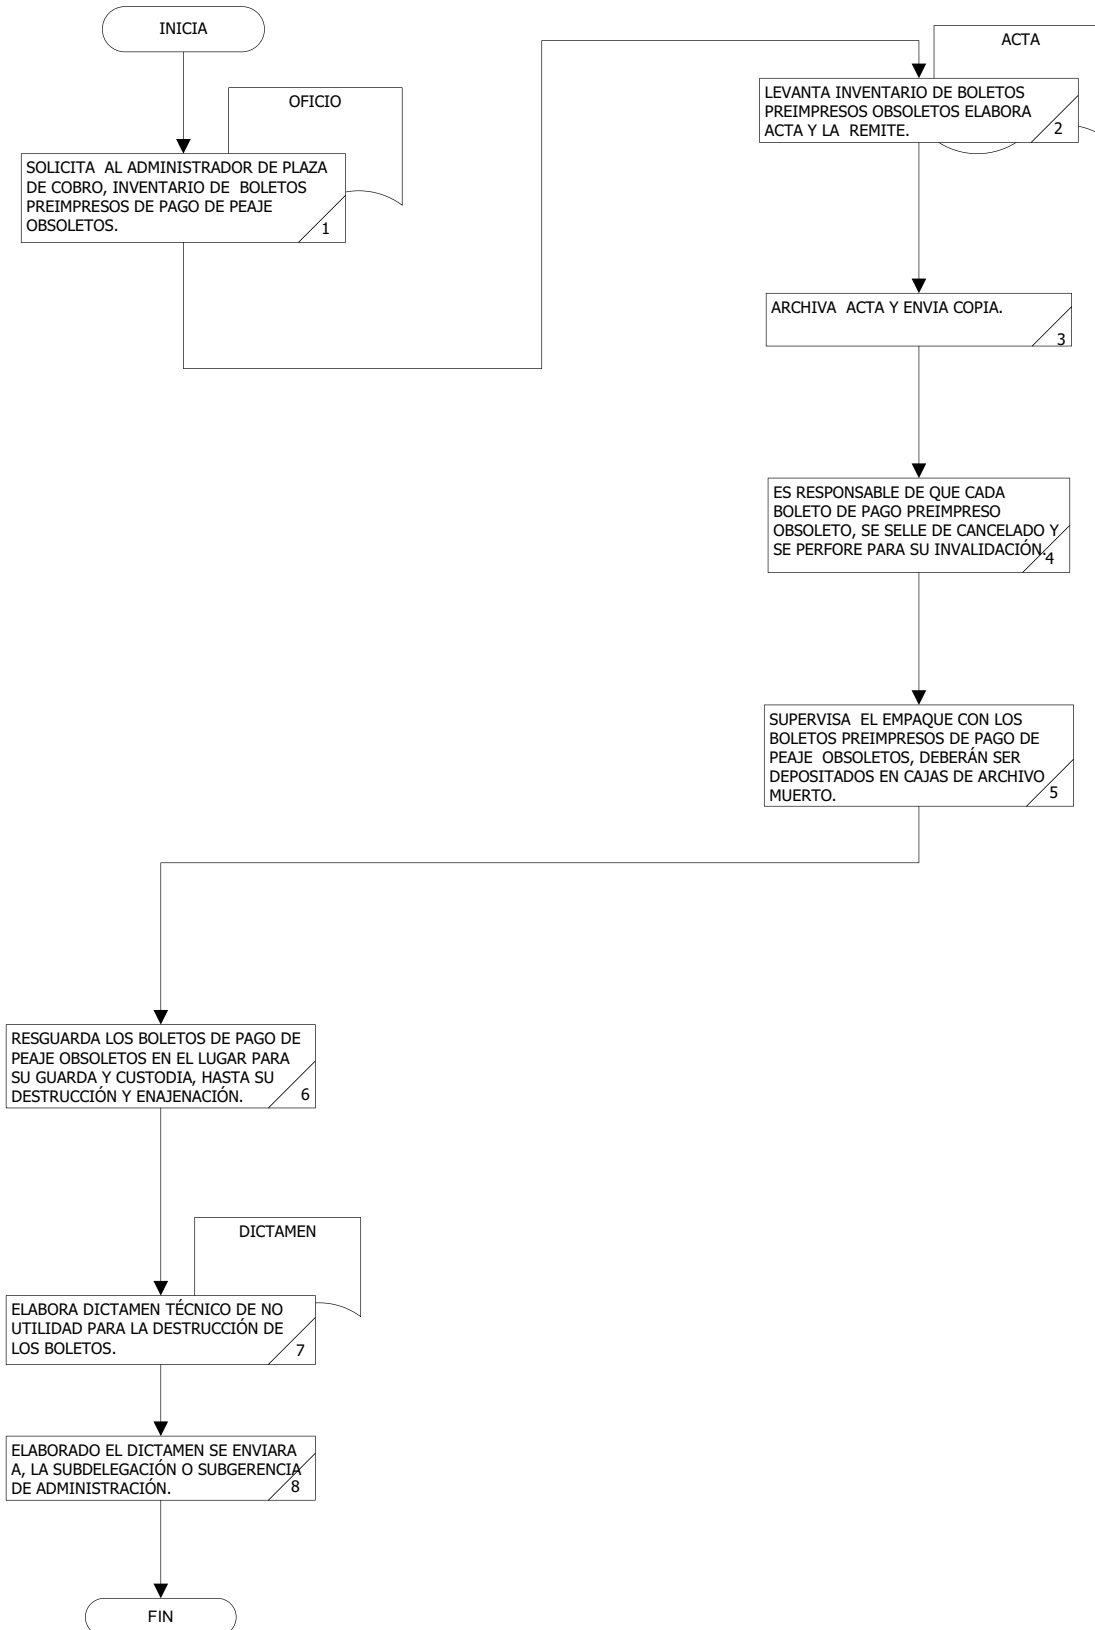 INICIA
OFICIO
SOLICITA AL ADMINISTRADOR DE PLAZA
DE COBRO, INVENTARIO DE BOLETOS
PREIMPRESOS DE PAGO DE PEAJE
OBSOLETOS.
1
ACTA
LEVANTA INVENTARIO DE BOLETOS
PREIMPRESOS OBSOLETOS ELABORA
ACTA Y LA REMITE.
2
ARCHIVA ACTA Y ENVIA COPIA.
3
ES RESPONSABLE DE QUE CADA
BOLETO DE PAGO PREIMPRESO
OBSOLETO, SE SELLE DE CANCELADO Y
SE PERFORE PARA SU INVALIDACIÓN.
4
SUPERVISA EL EMPAQUE CON LOS
BOLETOS PREIMPRESOS DE PAGO DE
PEAJE OBSOLETOS, DEBERÁN SER
DEPOSITADOS EN CAJAS DE ARCHIVO
MUERTO.
5
RESGUARDA LOS BOLETOS DE PAGO DE
PEAJE OBSOLETOS EN EL LUGAR PARA
SU GUARDA Y CUSTODIA, HASTA SU
DESTRUCCIÓN Y ENAJENACIÓN.
6
DICTAMEN
ELABORA DICTAMEN TÉCNICO DE NO
UTILIDAD PARA LA DESTRUCCIÓN DE
LOS BOLETOS.
7
ELABORADO EL DICTAMEN SE ENVIARA
A, LA SUBDELEGACIÓN O SUBGERENCIA
DE ADMINISTRACIÓN.
8
FIN